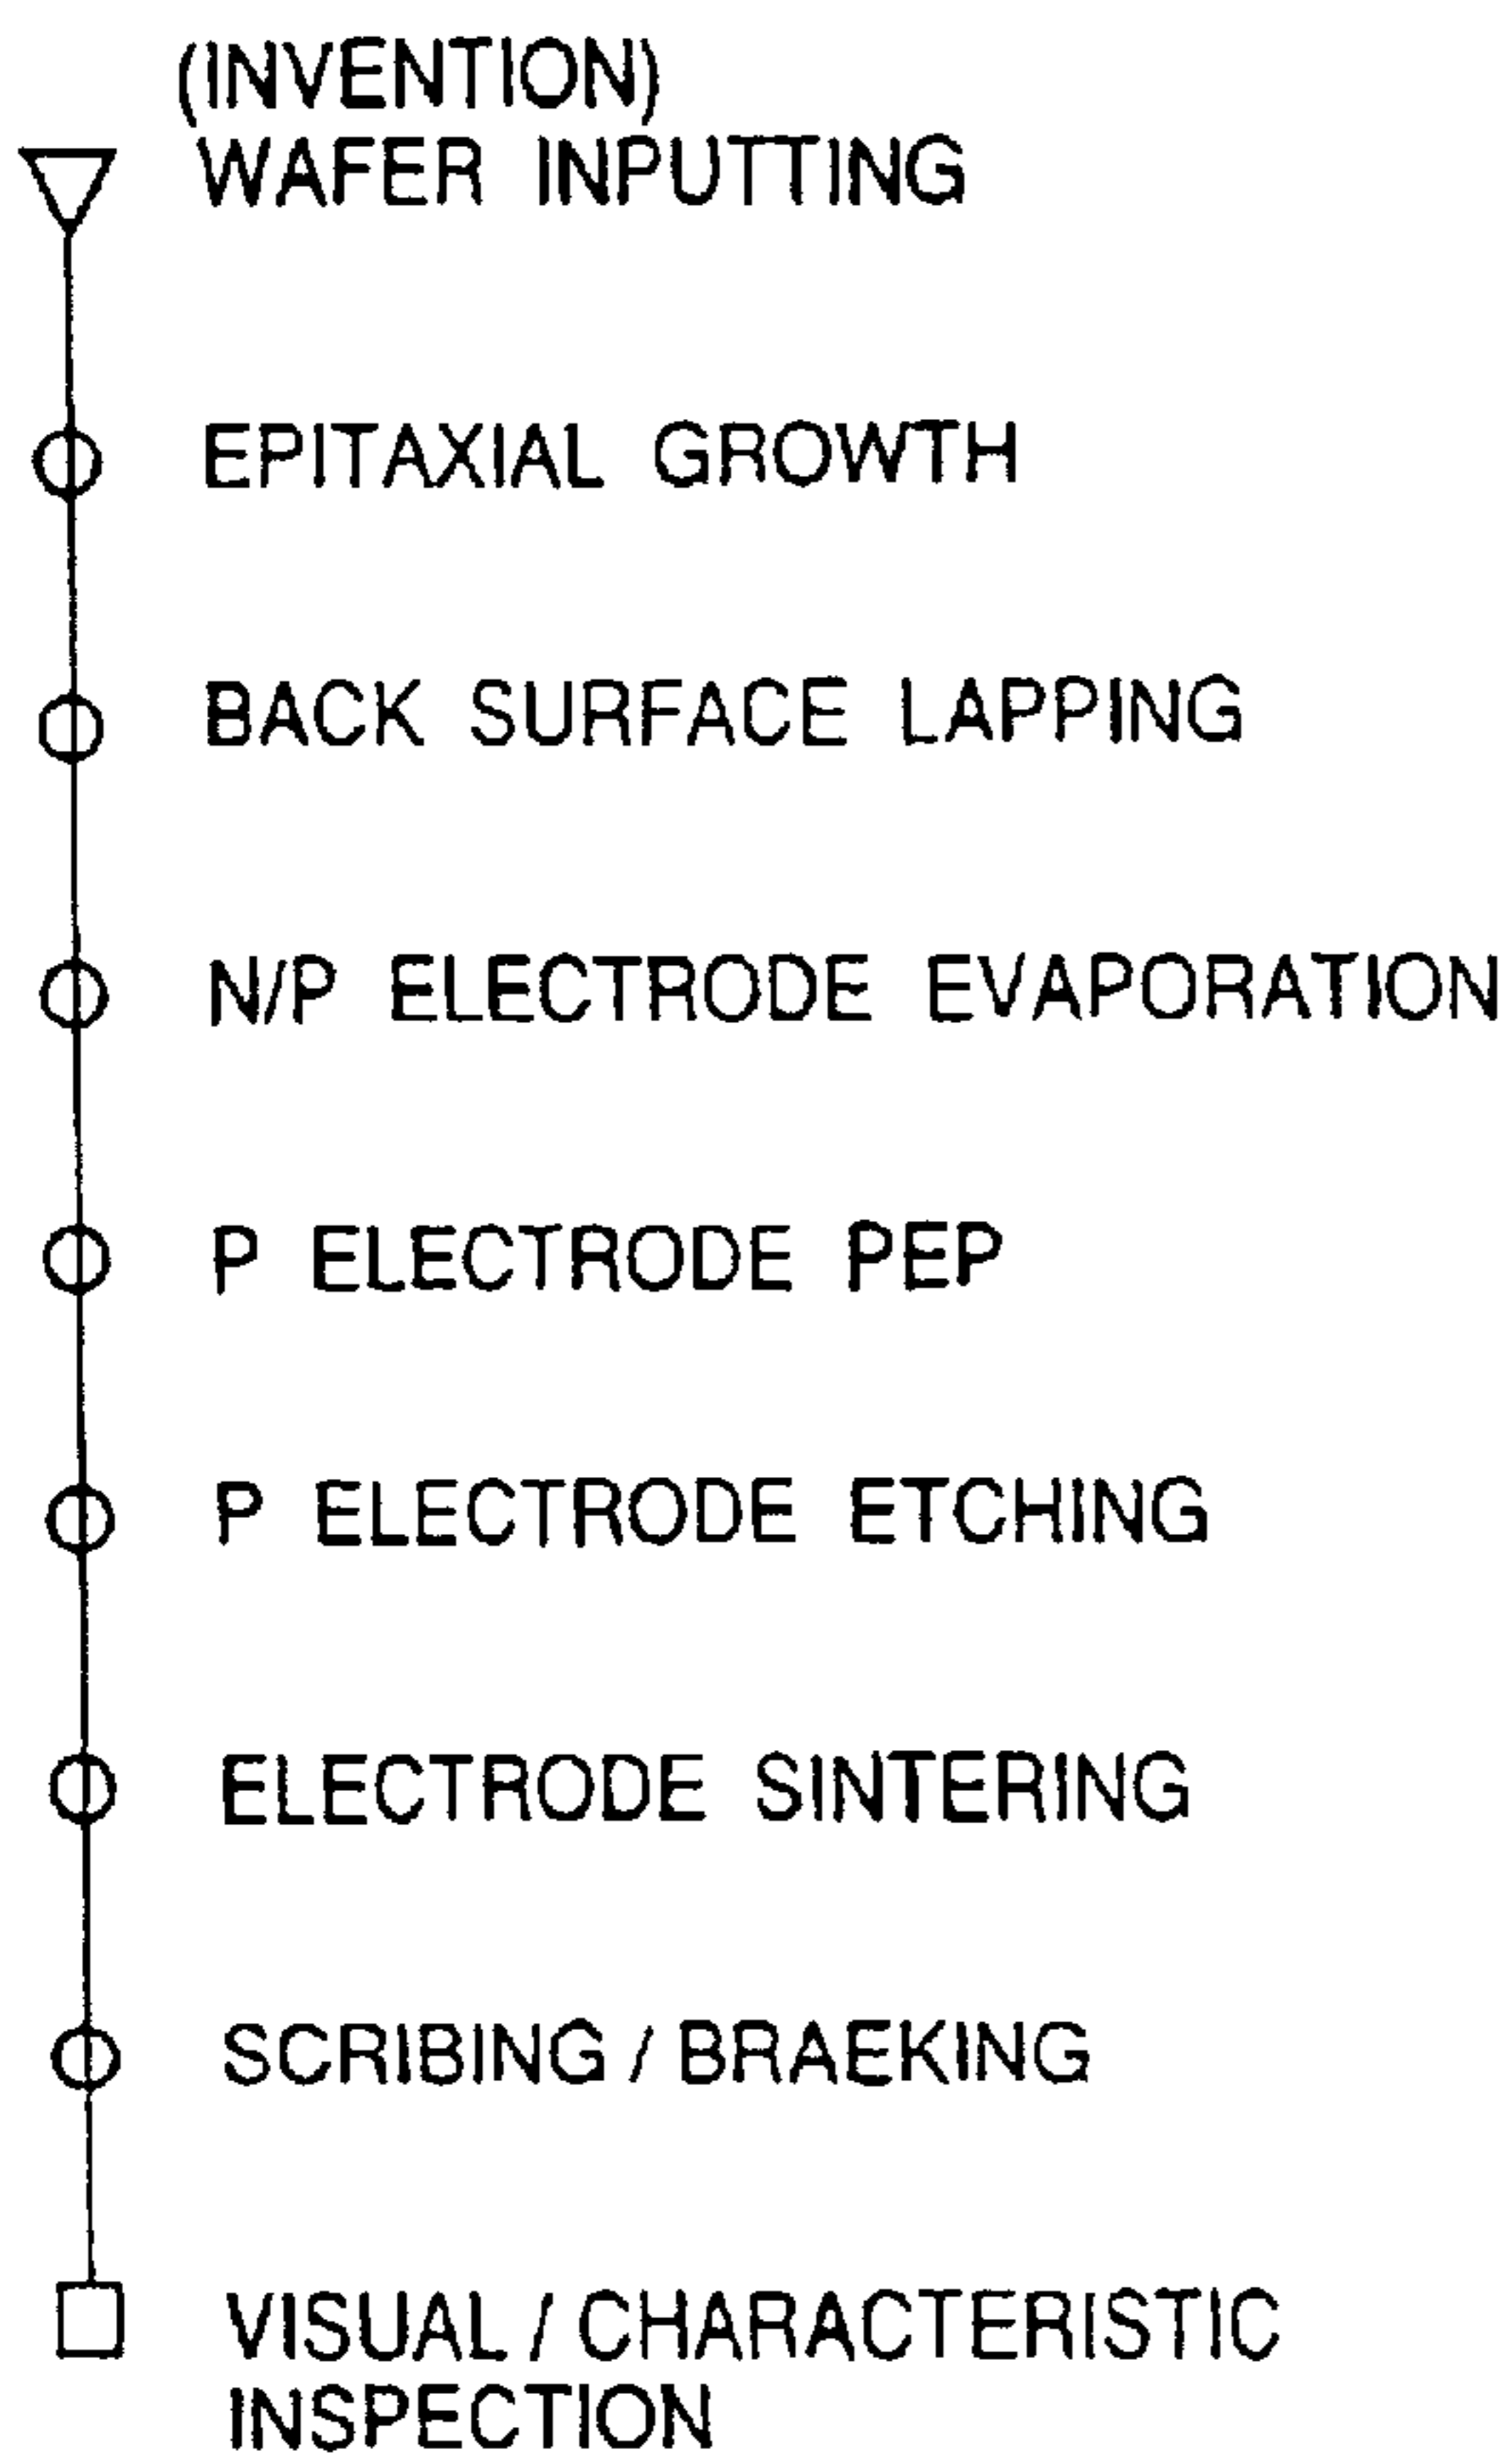 (INVENTION)
WAFER INPUTTING
EPITAXIAL GROWTH
BACK SURFACE LAPPING
N/P ELECTRODE EVAPORATION
P ELECTRODE PEP
P ELECTRODE ETCHING
ELECTRODE SINTERING
SCRIBING / BRAEKING
VISUAL / CHARACTERISTIC
INSPECTION